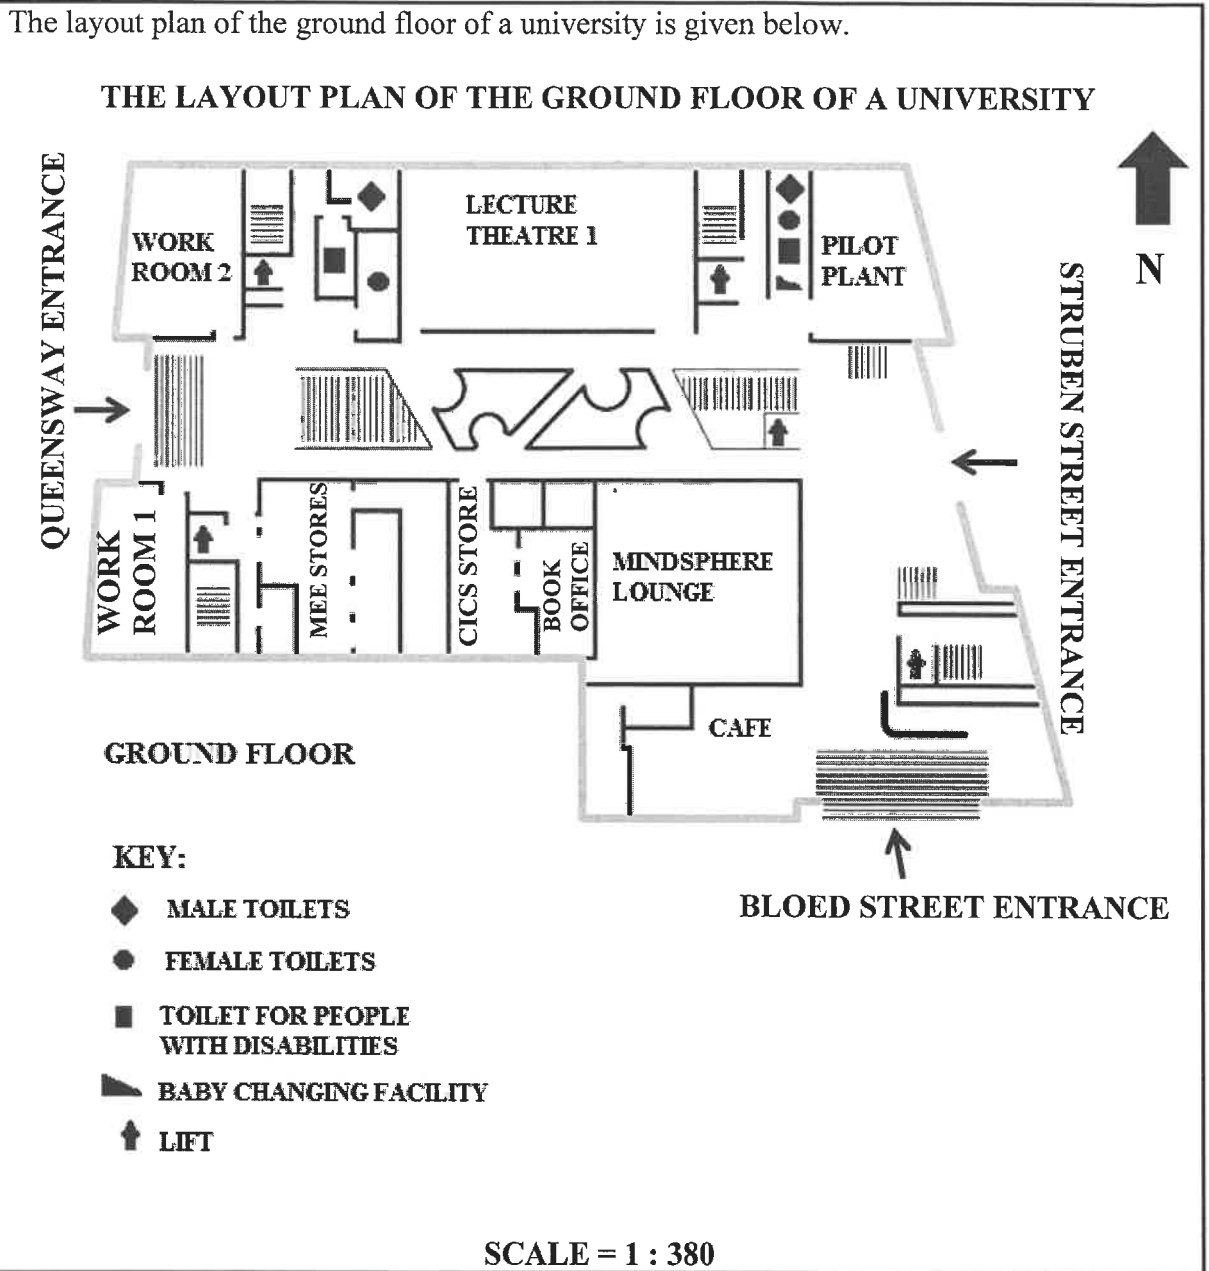 The layout plan of the ground floor of a university is given below.
THE LAYOUT PLAN OF THE GROUND FLOOR OF A UNIVERSITY
QUEENSWAY ENTRANCE
WORK
ROOM 2
LECTURE
THEATRE 1
PILOT
PLANT
N
STRUBEN STREET ENTRANCE
WORK
ROOM 1
MEE STORES
CICS STORE
BOOK
OFFICE
MINDSPHERE
LOUNGE
CAFE
GROUND FLOOR
BLOED STREET ENTRANCE
KEY:
MALE TOILETS
FEMALE TOILETS
TOILET FOR PEOPLE
WITH DISABILITIES
BABY CHANGING FACILITY
LIFT
SCALE = 1 : 380